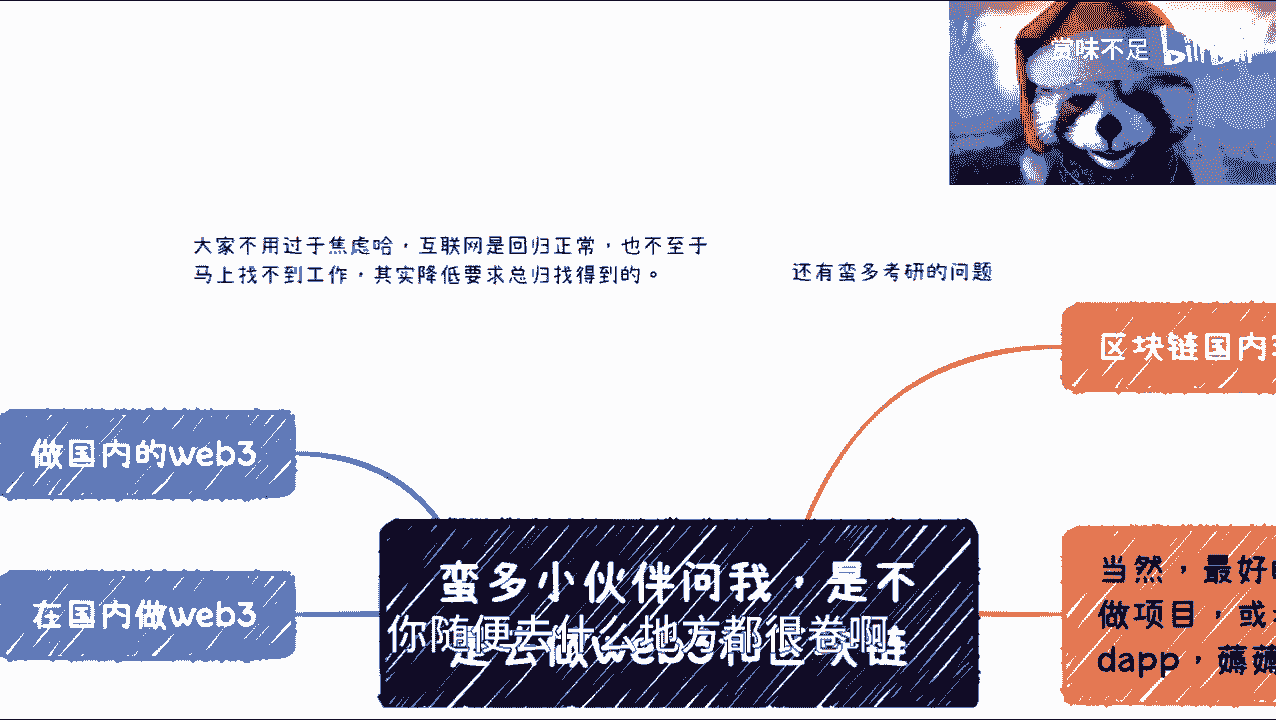 赏味不足 bilibili
大家不用过于焦虑哈，互联网是回归正常，也不至于
马上找不到工作，其实降低要求总归找得到的。
还有蛮多考研的问题
区块链国内
做国内的web3
蛮多小伙伴问我，是不
是去做web3和区块链
你随便去什么地方都很卷啊
在国内做web3
当然，最好
做项目，或
dapp，薅